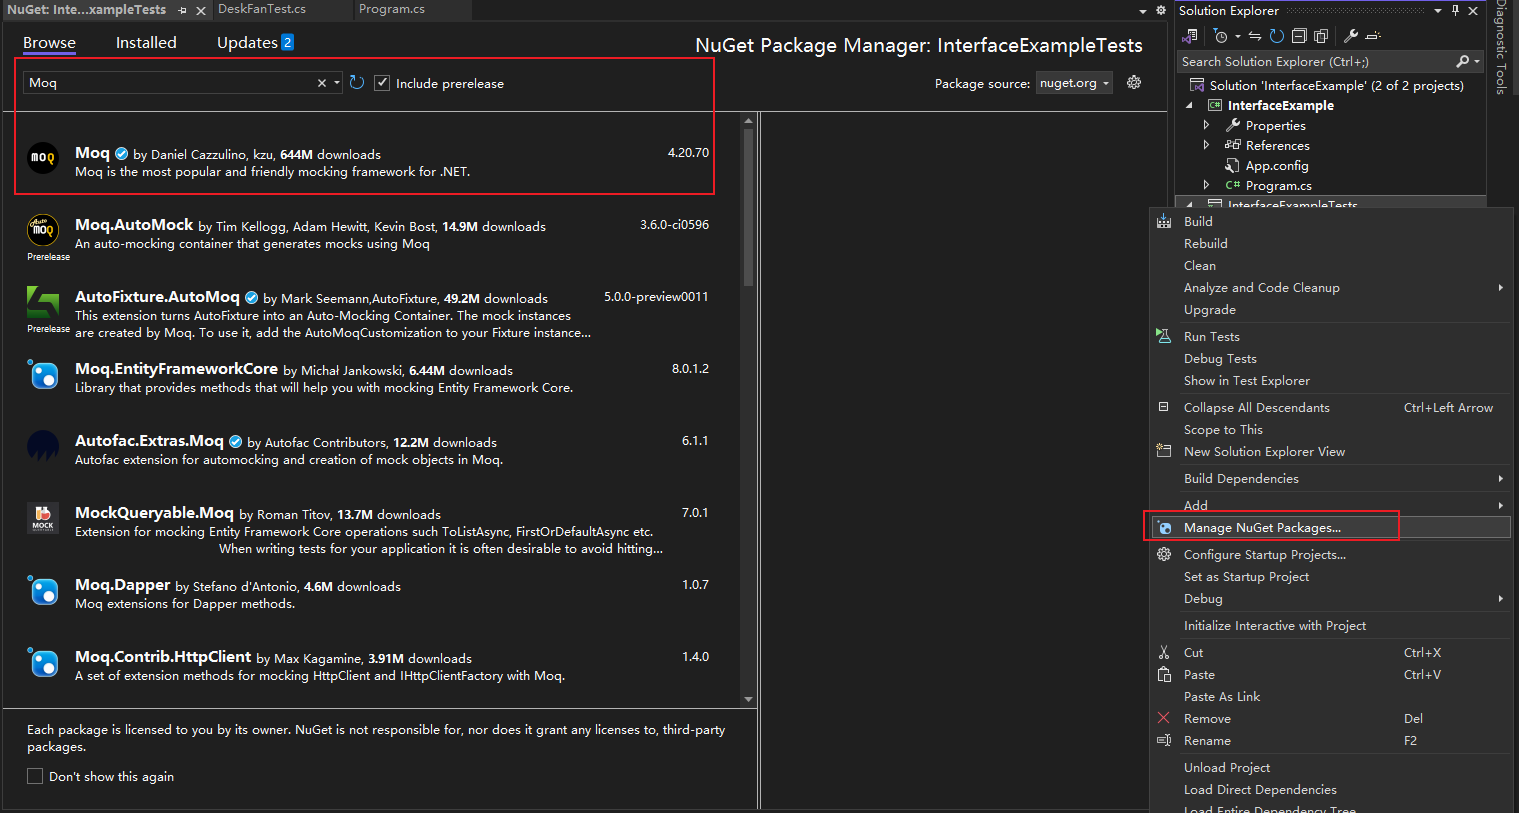 NuGet: Inte...xampleTests
DeskFanTest.cs
Program.cs
Browse
Installed
Updates 2
NuGet Package Manager: InterfaceExampleTests
Moq
Include prerelease
Package source: nuget.org
MOQ
Moq by Daniel Cazzulino, kzu, 644M downloads
4.20.70
Moq is the most popular and friendly mocking framework for .NET.
Auto
MOQ
Prerelease
Moq.AutoMock by Tim Kellogg, Adam Hewitt, Kevin Bost, 14.9M downloads
3.6.0-ci0596
An auto-mocking container that generates mocks using Moq
Prerelease
AutoFixture.AutoMoq by Mark Seemann,AutoFixture, 49.2M downloads
5.0.0-preview0011
This extension turns AutoFixture into an Auto-Mocking Container. The mock instances
are created by Moq. To use it, add the AutoMoqCustomization to your Fixture instance...
Moq.EntityFrameworkCore by Michał Jankowski, 6.44M downloads
8.0.1.2
Library that provides methods that will help you with mocking Entity Framework Core.
Autofac.Extras.Moq by Autofac Contributors, 12.2M downloads
6.1.1
Autofac extension for automocking and creation of mock objects in Moq.
MOCK
MockQueryable.Moq by Roman Titov, 13.7M downloads
7.0.1
Extension for mocking Entity Framework Core operations such ToListAsync, FirstOrDefaultAsync etc.
When writing tests for your application it is often desirable to avoid hitting...
Moq.Dapper by Stefano d'Antonio, 4.6M downloads
1.0.7
Moq extensions for Dapper methods.
Moq.Contrib.HttpClient by Max Kagamine, 3.91M downloads
1.4.0
A set of extension methods for mocking HttpClient and IHttpClientFactory with Moq.
Each package is licensed to you by its owner. NuGet is not responsible for, nor does it grant any licenses to, third-party
packages.
Don't show this again
Solution Explorer
Search Solution Explorer (Ctrl+;)
Solution 'InterfaceExample' (2 of 2 projects)
C# InterfaceExample
Properties
References
App.config
C# Program.cs
InterfaceExampleTests
Build
Rebuild
Clean
Analyze and Code Cleanup
Upgrade
Run Tests
Debug Tests
Show in Test Explorer
Collapse All Descendants Ctrl+Left Arrow
Scope to This
New Solution Explorer View
Build Dependencies
Add
Manage NuGet Packages...
Configure Startup Projects...
Set as Startup Project
Debug
Initialize Interactive with Project
Cut Ctrl+X
Paste Ctrl+V
Paste As Link
Remove Del
Rename F2
Unload Project
Load Direct Dependencies
Load Entire Dependency Tree
Diagnostic Tools